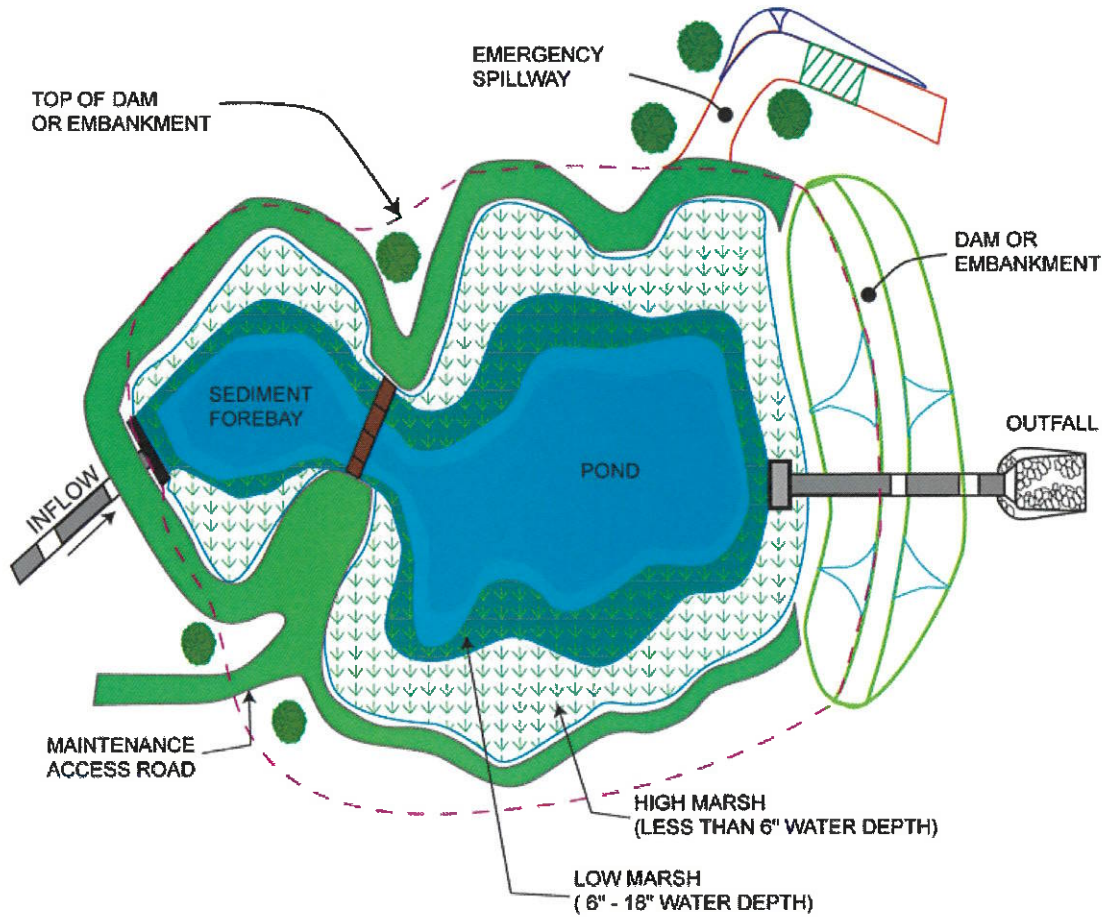 EMERGENCY
SPILLWAY
TOP OF DAM
OR EMBANKMENT
DAM OR
EMBANKMENT
SEDIMENT
FOREBAY
OUTFALL
POND
INFLOW
MAINTENANCE
ACCESS ROAD
HIGH MARSH
(LESS THAN 6" WATER DEPTH)
LOW MARSH
( 6" - 18" WATER DEPTH)